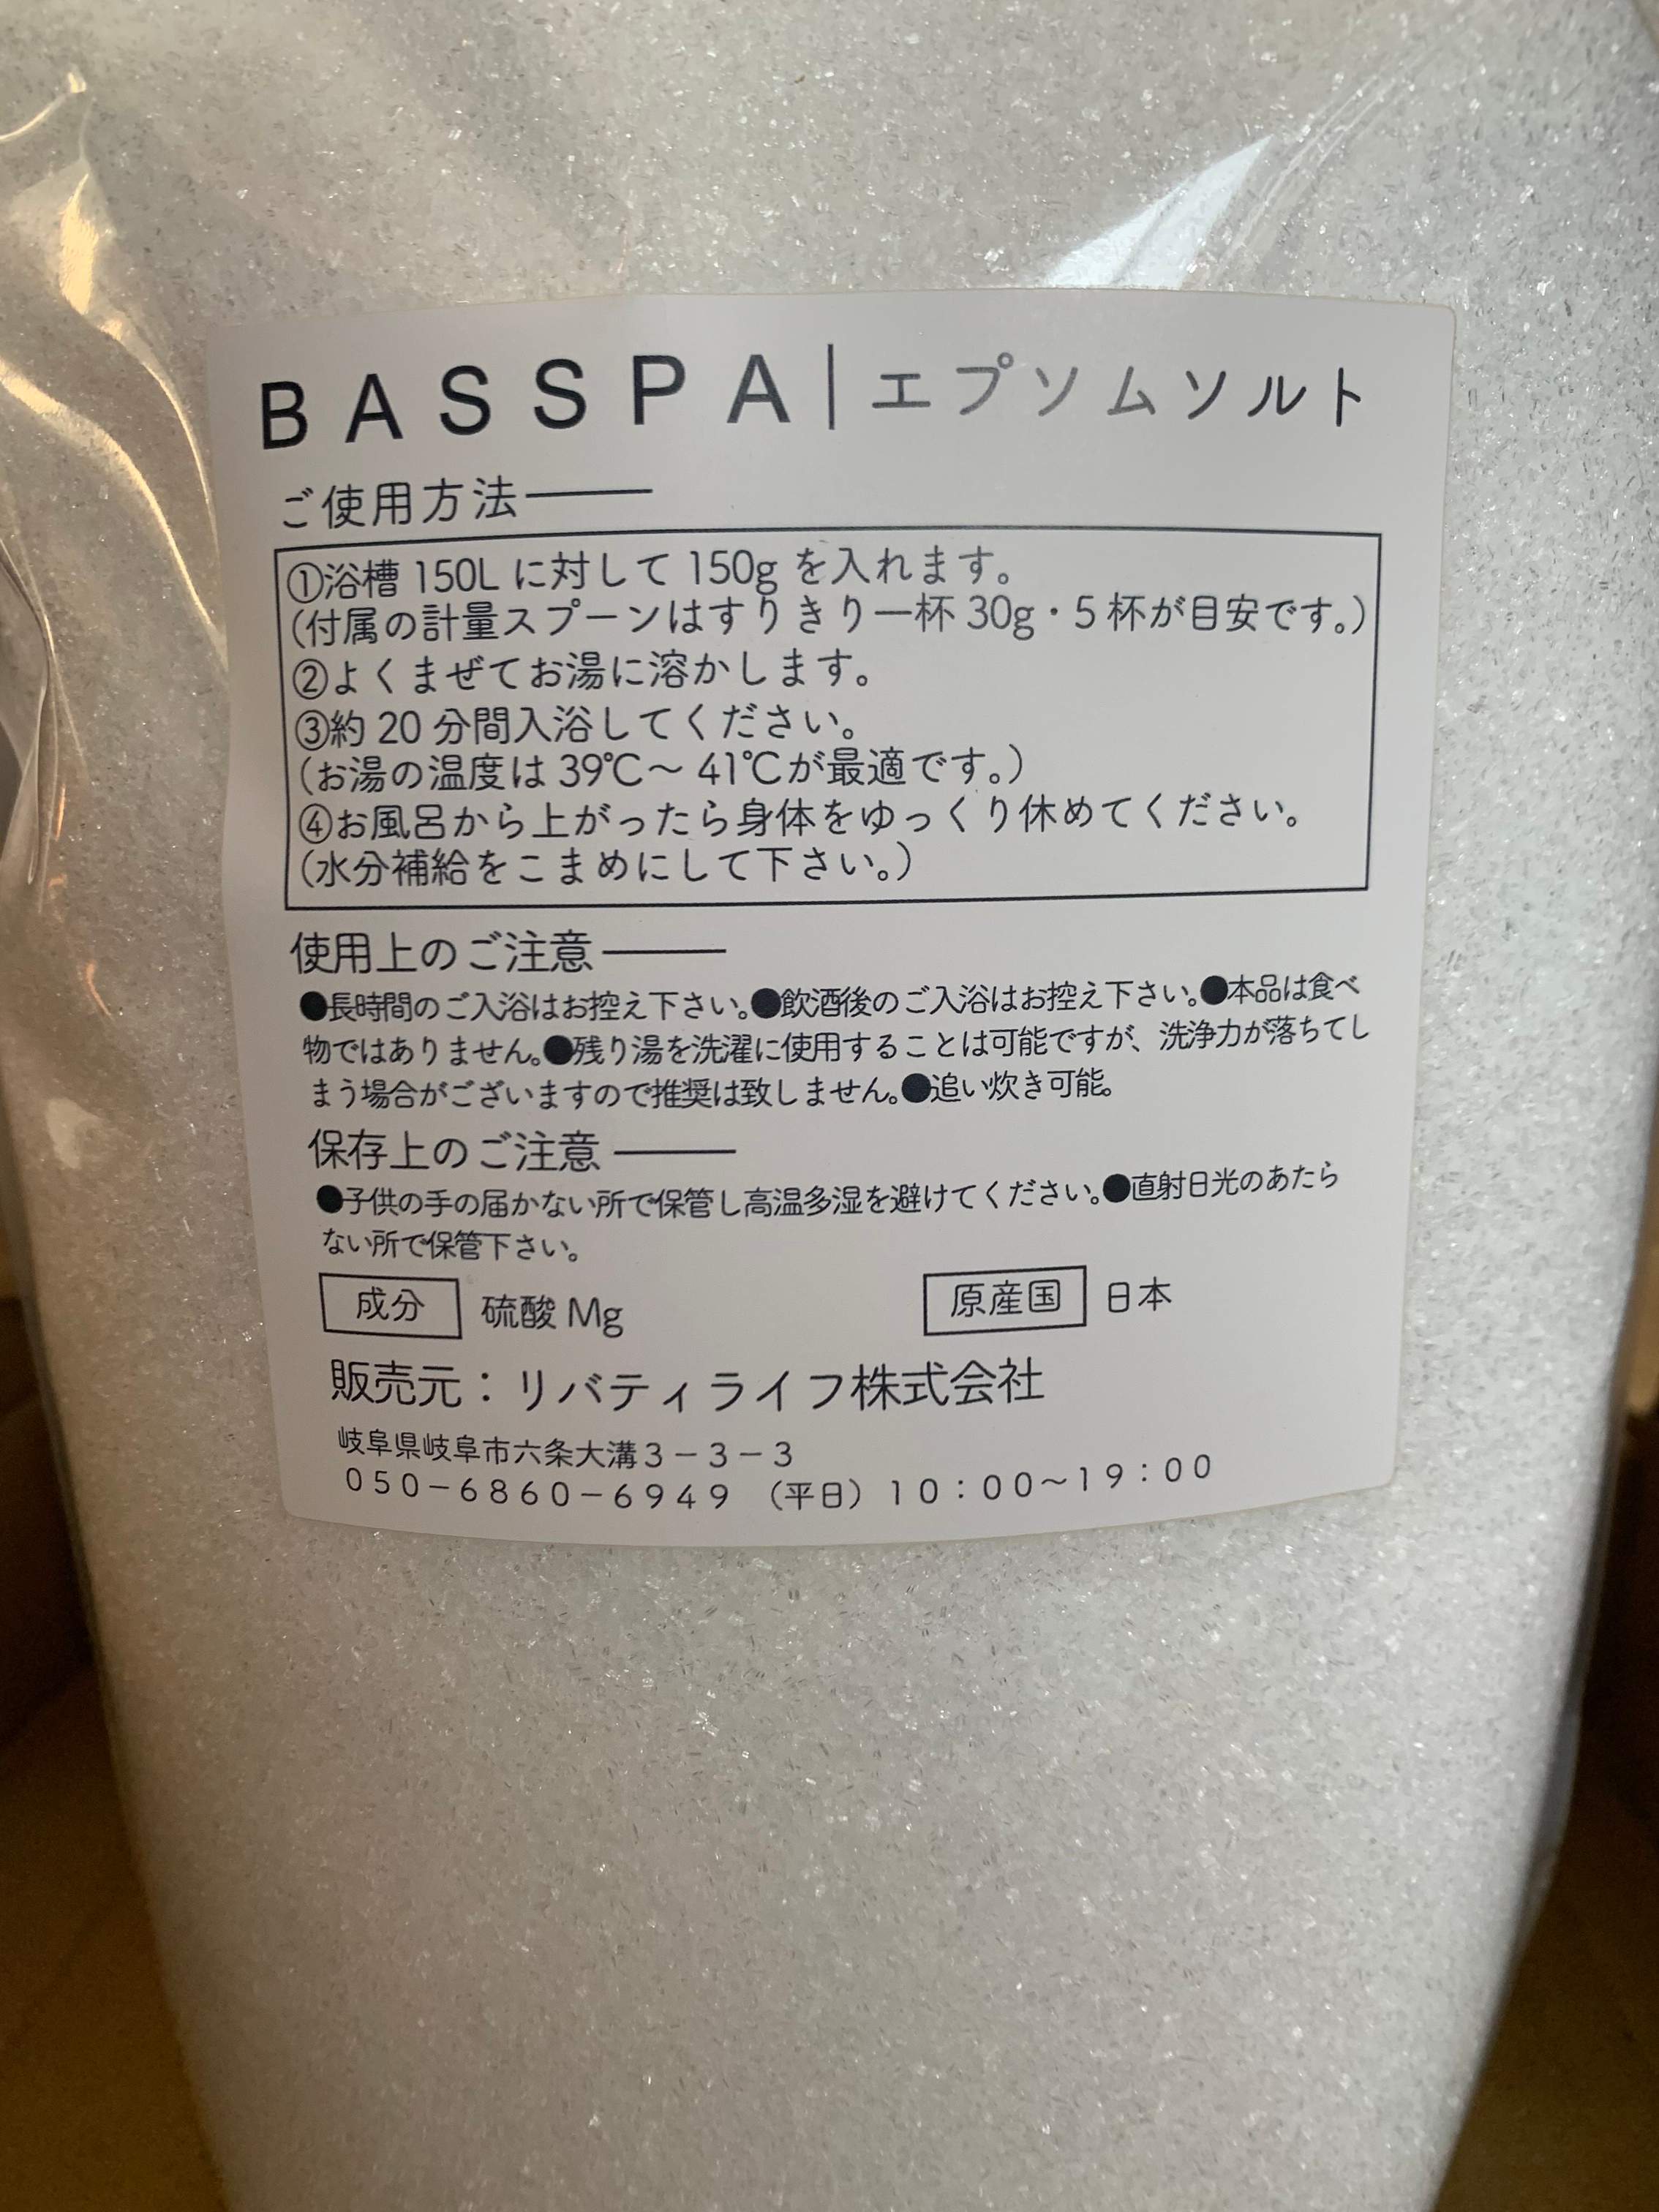 BASSPA|エプソムソルト
ご使用方法――
①浴槽 150L に対して 150g を入れます。
(付属の計量スプーンはすりきり一杯 30g・5 杯が目安です。)
②よくまぜてお湯に溶かします。
③約 20 分間入浴してください。
(お湯の温度は 39℃～ 41℃が最適です。)
④お風呂から上がったら身体をゆっくり休めてください。
(水分補給をこまめにして下さい。)
使用上のご注意――
●長時間のご入浴はお控え下さい。●飲酒後のご入浴はお控え下さい。●本品は食べ
物ではありません。●残り湯を洗濯に使用することは可能ですが、洗浄力が落ちてし
まう場合がございますので推奨は致しません。●追い炊き可能。
保存上のご注意――
●子供の手の届かない所で保管し高温多湿を避けてください。●直射日光のあたら
ない所で保管下さい。
成分 硫酸 Mg 原産国 日本
販売元：リバティライフ株式会社
岐阜県岐阜市六条大溝３－３－３
０５０－６８６０－６９４９ （平日）１０：００～１９：００